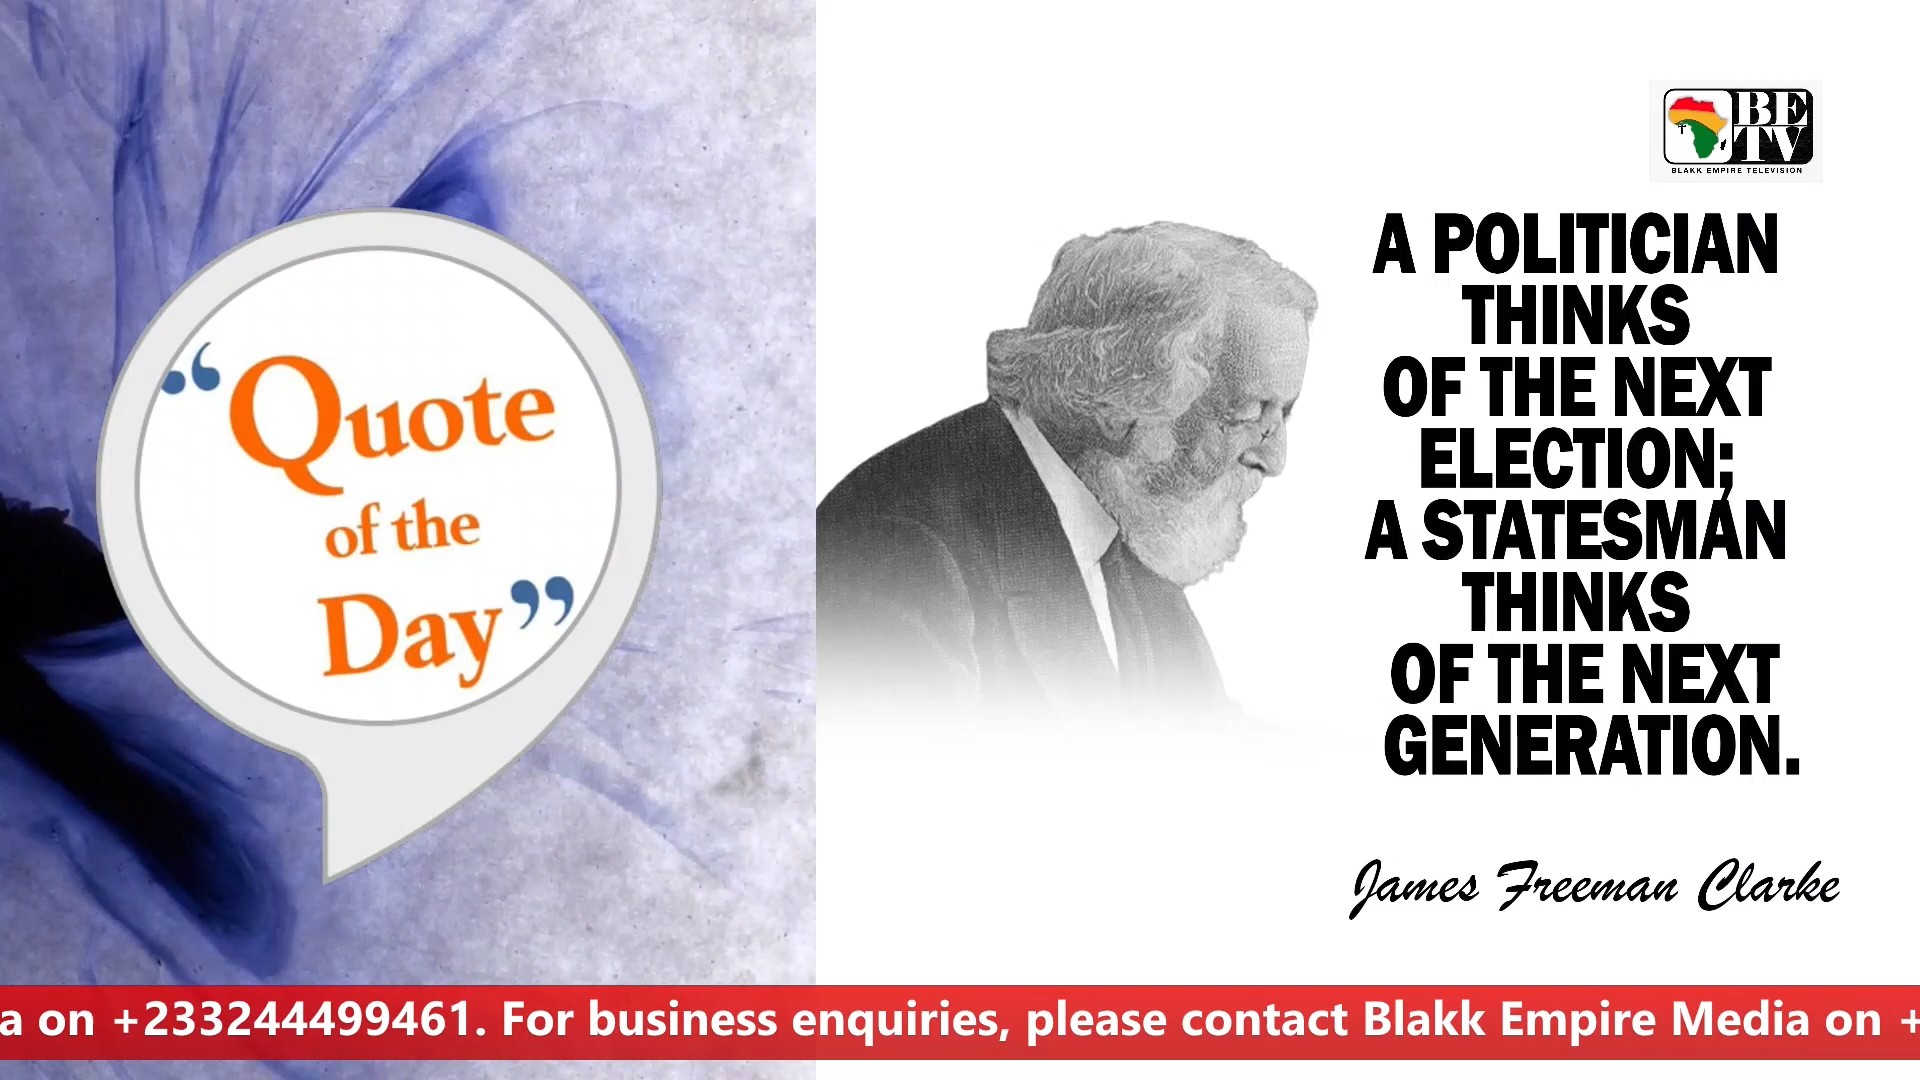 “Quote
of the
Day”
BE
TV
BLAKK EMPIRE TELEVISION
A POLITICIAN
THINKS
OF THE NEXT
ELECTION;
A STATESMAN
THINKS
OF THE NEXT
GENERATION.
James Freeman Clarke
a on +233244499461. For business enquiries, please contact Blakk Empire Media on +